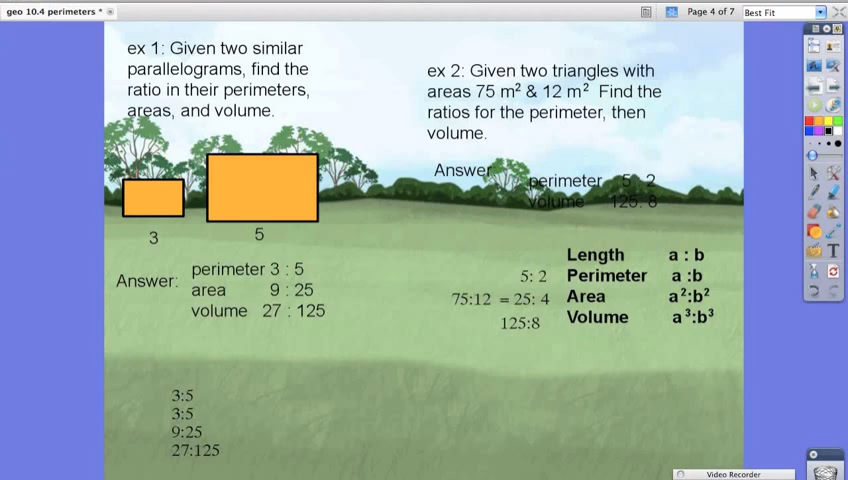 geo 10.4 perimeters *
Page 4 of 7
Best Fit
ex 1: Given two similar
parallelograms, find the
ratio in their perimeters,
areas, and volume.
3
5
Answer:
perimeter 3 : 5
area 9 : 25
volume 27 : 125
3:5
3:5
9:25
27:125
ex 2: Given two triangles with
areas 75 m² & 12 m² Find the
ratios for the perimeter, then
volume.
Answer
perimeter 5 : 2
volume 125: 8
Length a : b
5: 2 Perimeter a :b
75:12 = 25: 4 Area a²:b²
125:8 Volume a³:b³
Video Recorder